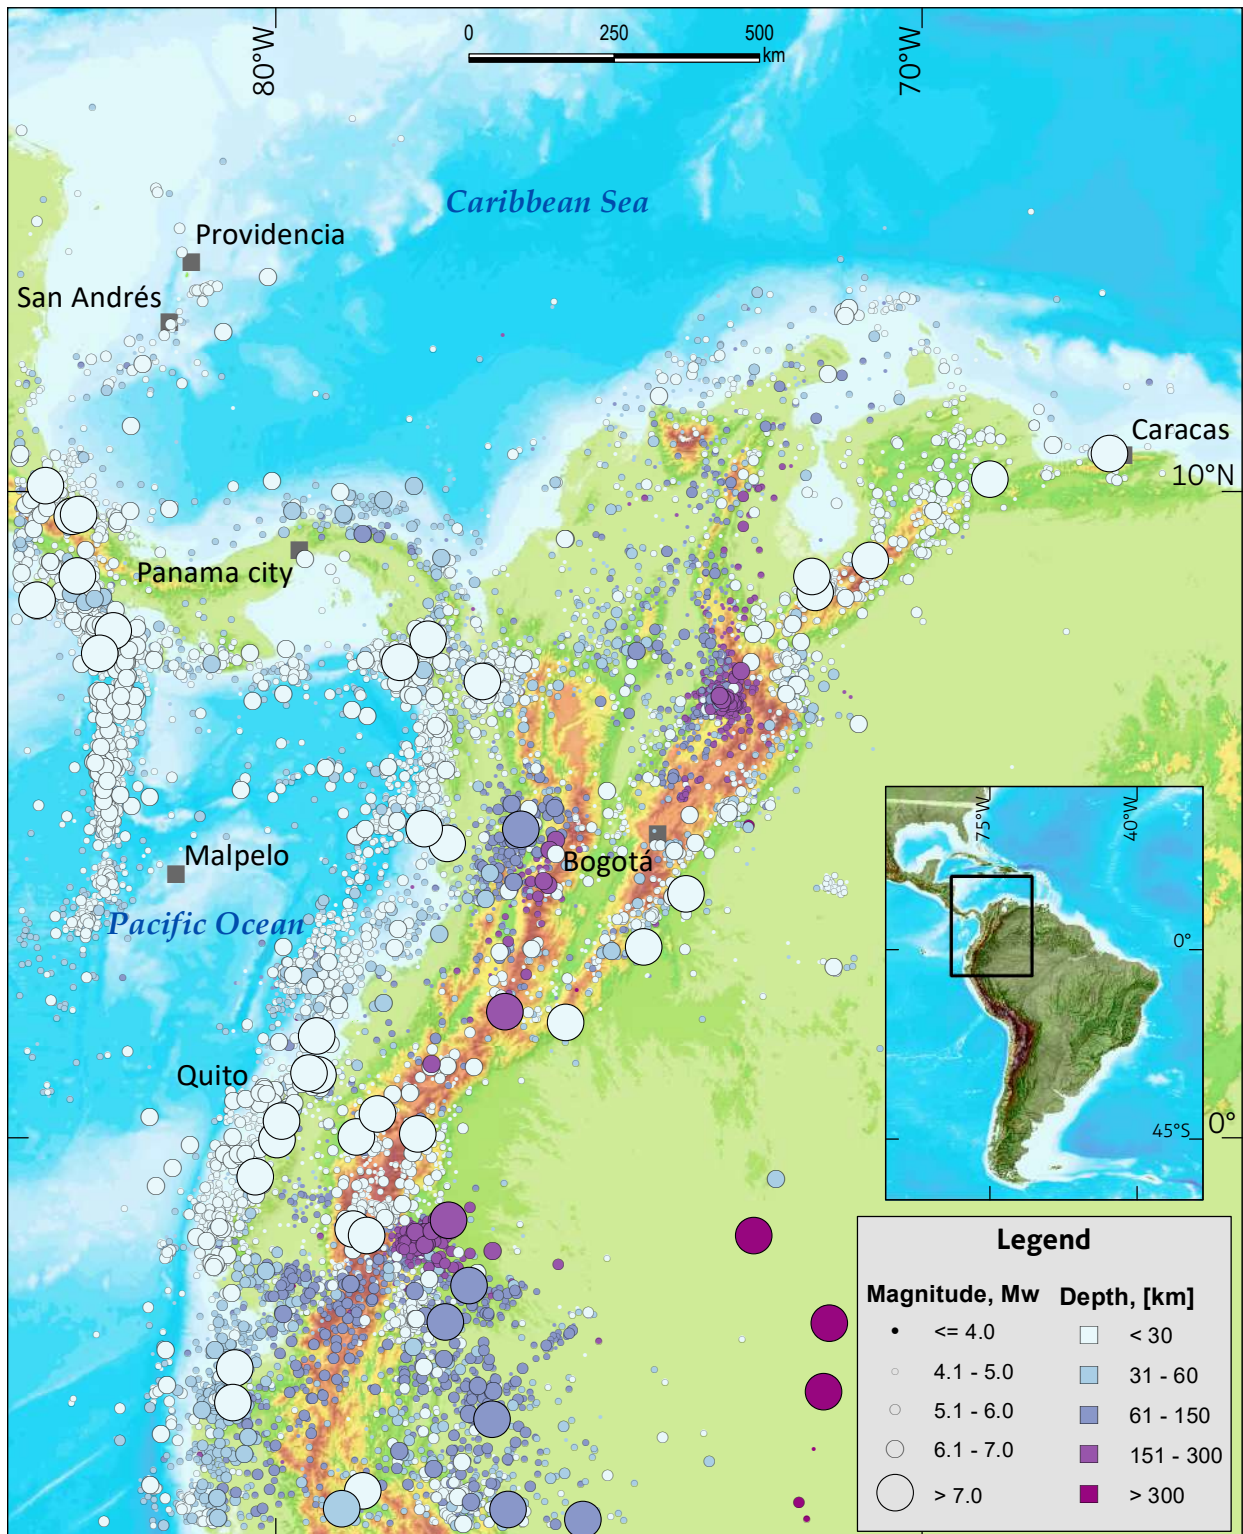 80°W
0 250 500
km
70°W
Caribbean Sea
Providencia
San Andrés
Caracas
10°N
Panama city
Malpelo
Bogotá
Pacific Ocean
Quito
75°W
40°W
0°
45°S
0°
Legend
Magnitude, Mw Depth, [km]
<= 4.0 < 30
4.1 - 5.0 31 - 60
5.1 - 6.0 61 - 150
6.1 - 7.0 151 - 300
> 7.0 > 300